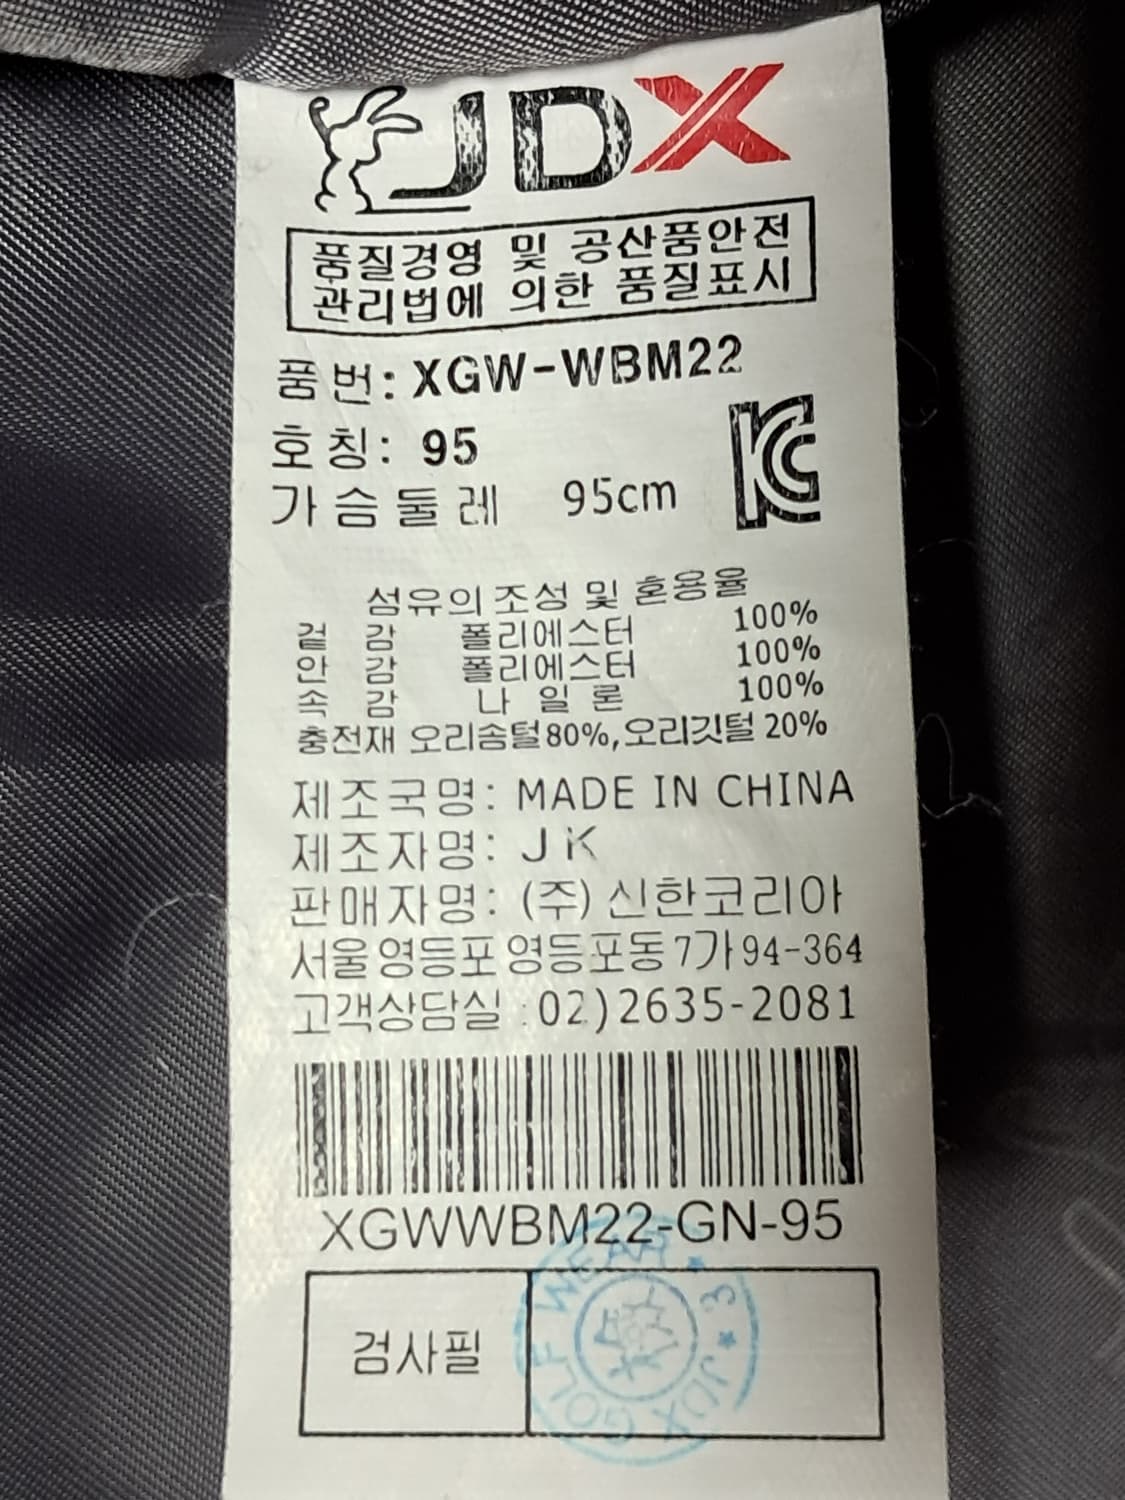 JDX
품질경영 및 공산품안전
관리법에 의한 품질표시
품번: XGW-WBM22
호칭: 95
가슴둘레 95cm
섬유의 조성 및 혼용율
겉 감 폴리에스터 100%
안 감 폴리에스터 100%
속 감 나 일 론 100%
충전재 오리솜털80%,오리깃털 20%
제조국명: MADE IN CHINA
제조자명: JK
판매자명: (주) 신한코리아
서울영등포 영등포동7가94-364
고객상담실 :02)2635-2081
XGWWBM22-GN-95
검사필
JDX GOLF WEAR 3